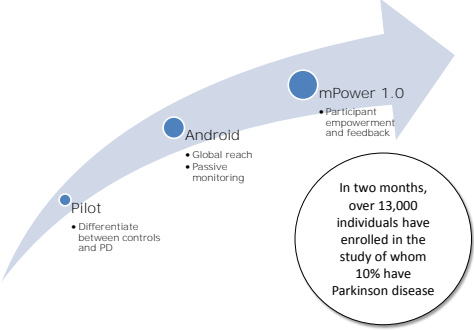 mPower 1.0
• Participant
empowerment
and feedback
Android
• Global reach
• Passive
monitoring
Pilot
• Differentiate
between controls
and PD
In two months,
over 13,000
individuals have
enrolled in the
study of whom
10% have
Parkinson disease